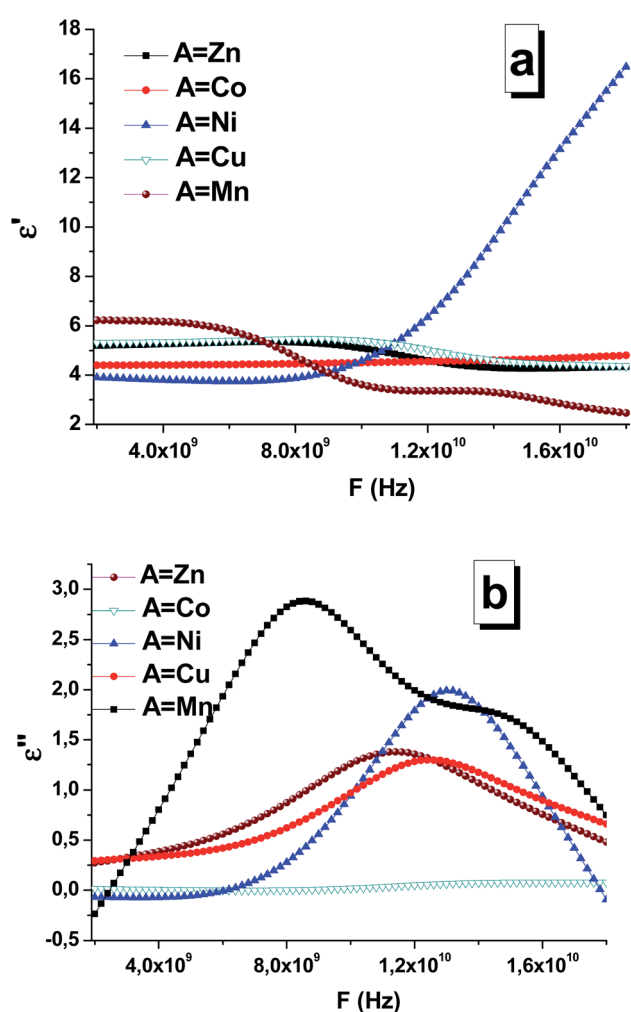 a
A=Zn
A=Co
A=Ni
A=Cu
A=Mn
18
16
14
12
10
8
6
4
2
ε'
4.0x10⁹ 8.0x10⁹ 1.2x10¹⁰ 1.6x10¹⁰
F (Hz)
b
A=Zn
A=Co
A=Ni
A=Cu
A=Mn
3,0
2,5
2,0
1,5
1,0
0,5
0,0
-0,5
ε''
4,0x10⁹ 8,0x10⁹ 1,2x10¹⁰ 1,6x10¹⁰
F (Hz)